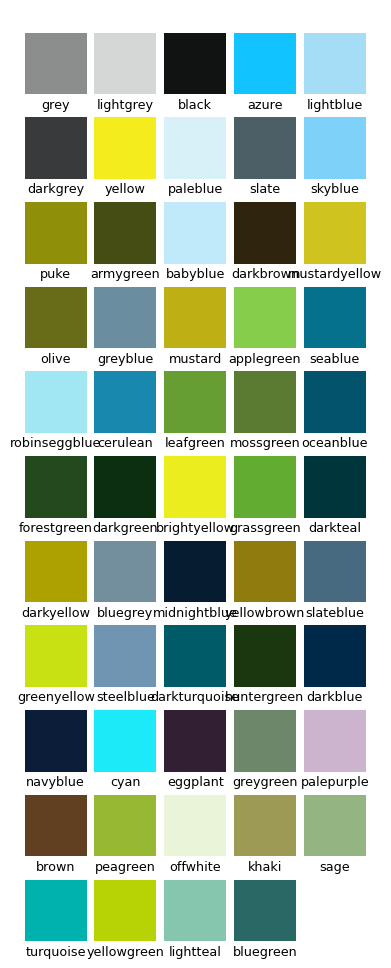 grey lightgrey black azure lightblue
darkgrey yellow paleblue slate skyblue
puke armygreen babyblue darkbrown mustardyellow
olive greyblue mustard applegreen seablue
robinseggblue cerulean leafgreen mossgreen oceanblue
forestgreen darkgreen brightyellow grassgreen darkteal
darkyellow bluegrey midnightblue yellowbrown slateblue
greenyellow steelblue darkturquoise huntergreen darkblue
navyblue cyan eggplant greygreen palepurple
brown peagreen offwhite khaki sage
turquoise yellowgreen lightteal bluegreen